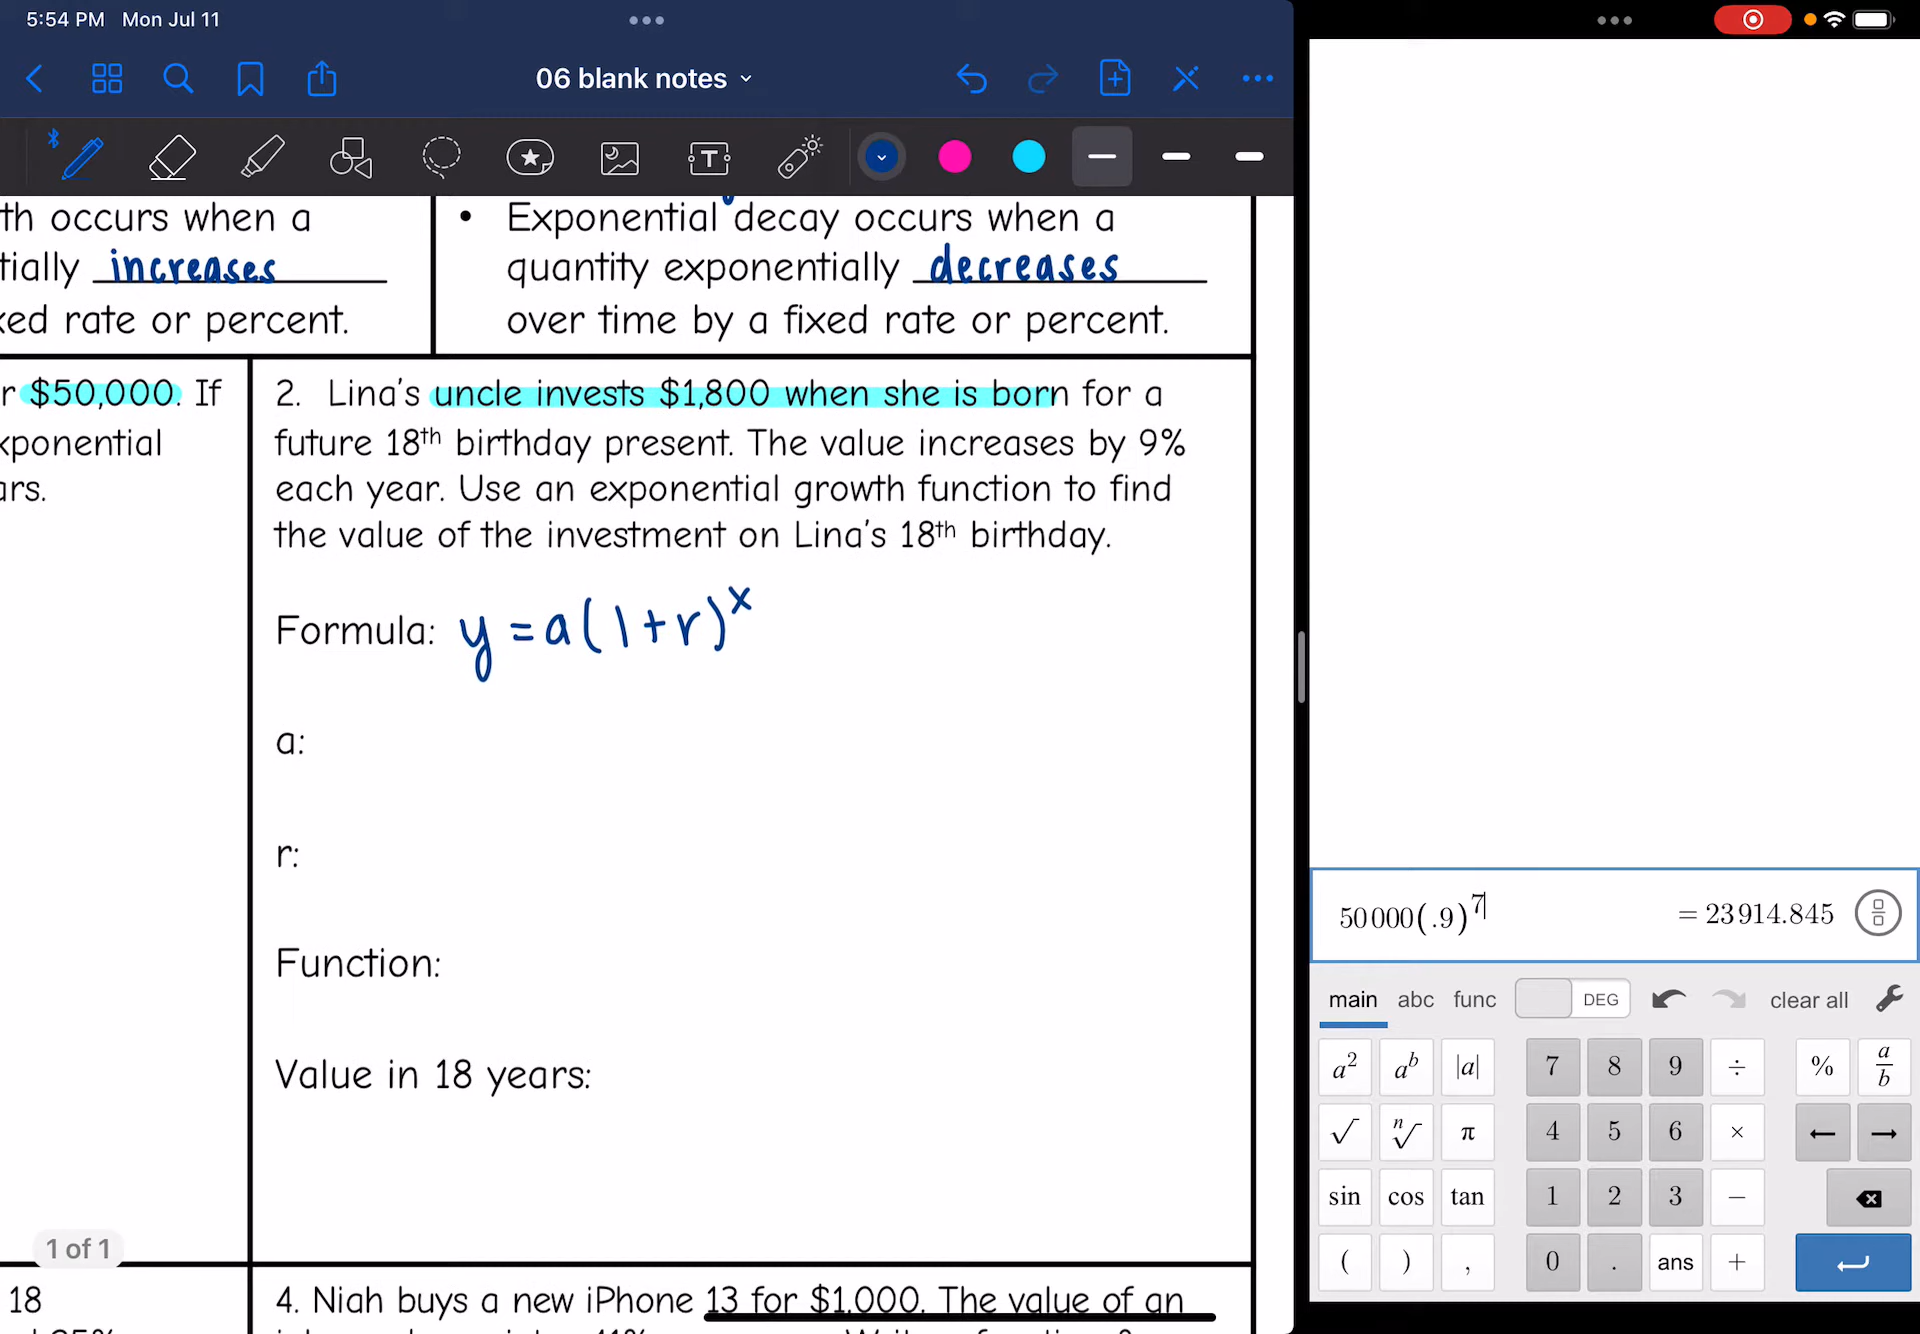 5:54 PM Mon Jul 11
06 blank notes
th occurs when a
tially increases
xed rate or percent.
• Exponential decay occurs when a
quantity exponentially decreases
over time by a fixed rate or percent.
r $50,000. If
xponential
ars.
2. Lina's uncle invests $1,800 when she is born for a
future 18th birthday present. The value increases by 9%
each year. Use an exponential growth function to find
the value of the investment on Lina's 18th birthday.
Formula: y = a(1+r)^x
a:
r:
Function:
Value in 18 years:
1 of 1
18
4. Niah buys a new iPhone 13 for $1,000. The value of an
50000(.9)^7 = 23914.845
main abc func DEG clear all
a² a^b |a| 7 8 9 ÷ % a/b
√ ⁿ√ π 4 5 6 × ← →
sin cos tan 1 2 3 −
( ) , 0 . ans +